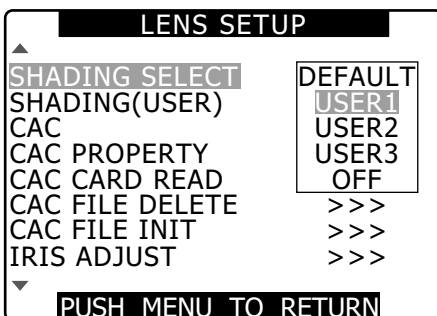 LENS SETUP
SHADING SELECT DEFAULT
SHADING(USER) USER1
CAC USER2
CAC PROPERTY USER3
CAC CARD READ OFF
CAC FILE DELETE >>>
CAC FILE INIT >>>
IRIS ADJUST >>>
PUSH MENU TO RETURN